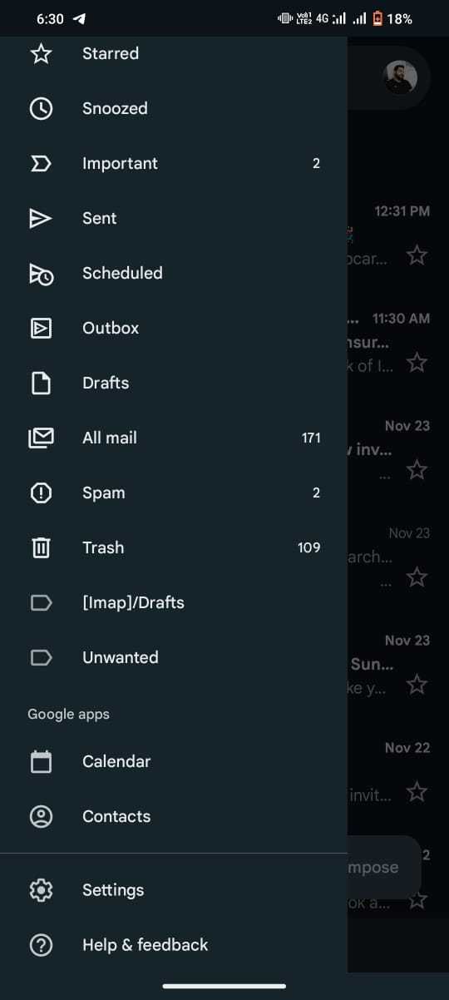 6:30 Vo1 LTE2 4G 18%
Starred
Snoozed
Important 2
12:31 PM
Sent
ocar...
Scheduled
... 11:30 AM
Outbox
nsur...
k of I...
Drafts
Nov 23
All mail 171
inv...
...
Spam 2
Nov 23
Trash 109
arch...
...
[Imap]/Drafts
Nov 23
Unwanted
Sun...
ke y...
Google apps
Nov 22
Calendar
invit...
Contacts
2
mpose
Settings
ok a...
Help & feedback